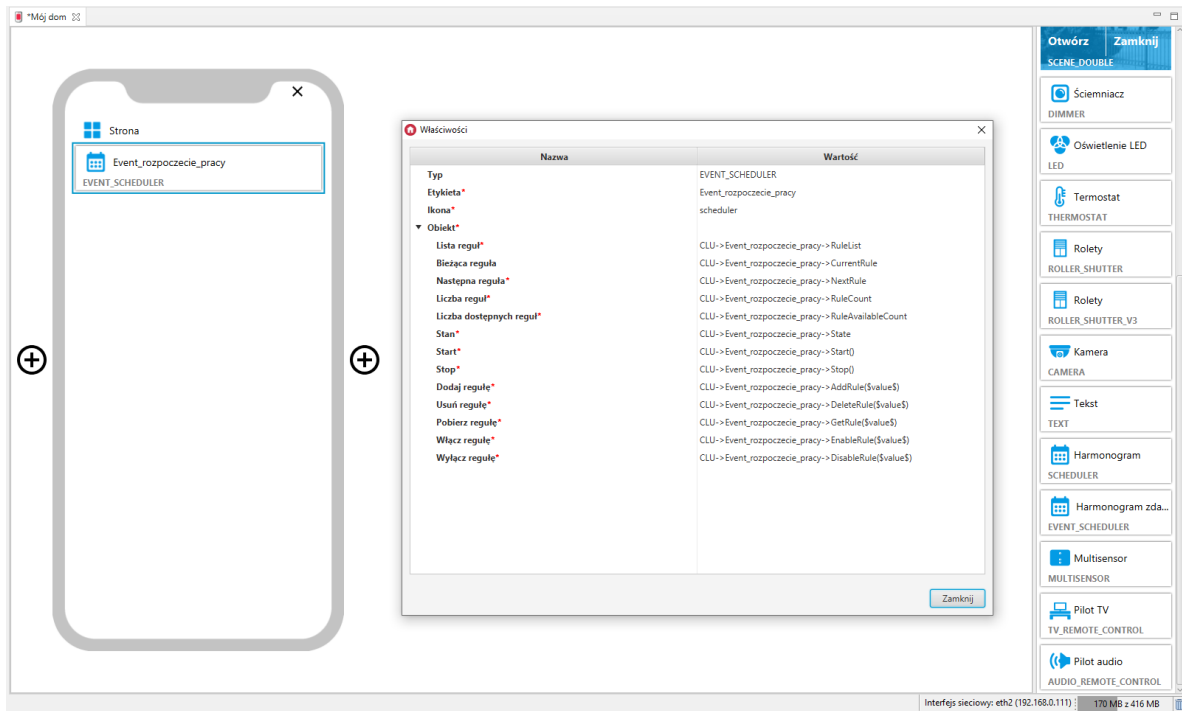 *Mój dom
Strona
Event_rozpoczecie_pracy
EVENT_SCHEDULER
Właściwości
Nazwa Wartość
Typ EVENT_SCHEDULER
Etykieta* Event_rozpoczecie_pracy
Ikona* scheduler
Obiekt*
Lista reguł* CLU->Event_rozpoczecie_pracy->RuleList
Bieżąca reguła CLU->Event_rozpoczecie_pracy->CurrentRule
Następna reguła* CLU->Event_rozpoczecie_pracy->NextRule
Liczba reguł* CLU->Event_rozpoczecie_pracy->RuleCount
Liczba dostępnych reguł* CLU->Event_rozpoczecie_pracy->RuleAvailableCount
Stan* CLU->Event_rozpoczecie_pracy->State
Start* CLU->Event_rozpoczecie_pracy->Start()
Stop* CLU->Event_rozpoczecie_pracy->Stop()
Dodaj regułę* CLU->Event_rozpoczecie_pracy->AddRule($value$)
Usuń regułę* CLU->Event_rozpoczecie_pracy->DeleteRule($value$)
Pobierz regułę* CLU->Event_rozpoczecie_pracy->GetRule($value$)
Włącz regułę* CLU->Event_rozpoczecie_pracy->EnableRule($value$)
Wyłącz regułę* CLU->Event_rozpoczecie_pracy->DisableRule($value$)
Zamknij
Otwórz Zamknij
SCENE_DOUBLE
Ściemniacz
DIMMER
Oświetlenie LED
LED
Termostat
THERMOSTAT
Rolety
ROLLER_SHUTTER
Rolety
ROLLER_SHUTTER_V3
Kamera
CAMERA
Tekst
TEXT
Harmonogram
SCHEDULER
Harmonogram zda...
EVENT_SCHEDULER
Multisensor
MULTISENSOR
Pilot TV
TV_REMOTE_CONTROL
Pilot audio
AUDIO_REMOTE_CONTROL
Interfejs sieciowy: eth2 (192.168.0.111) 170 MB z 416 MB